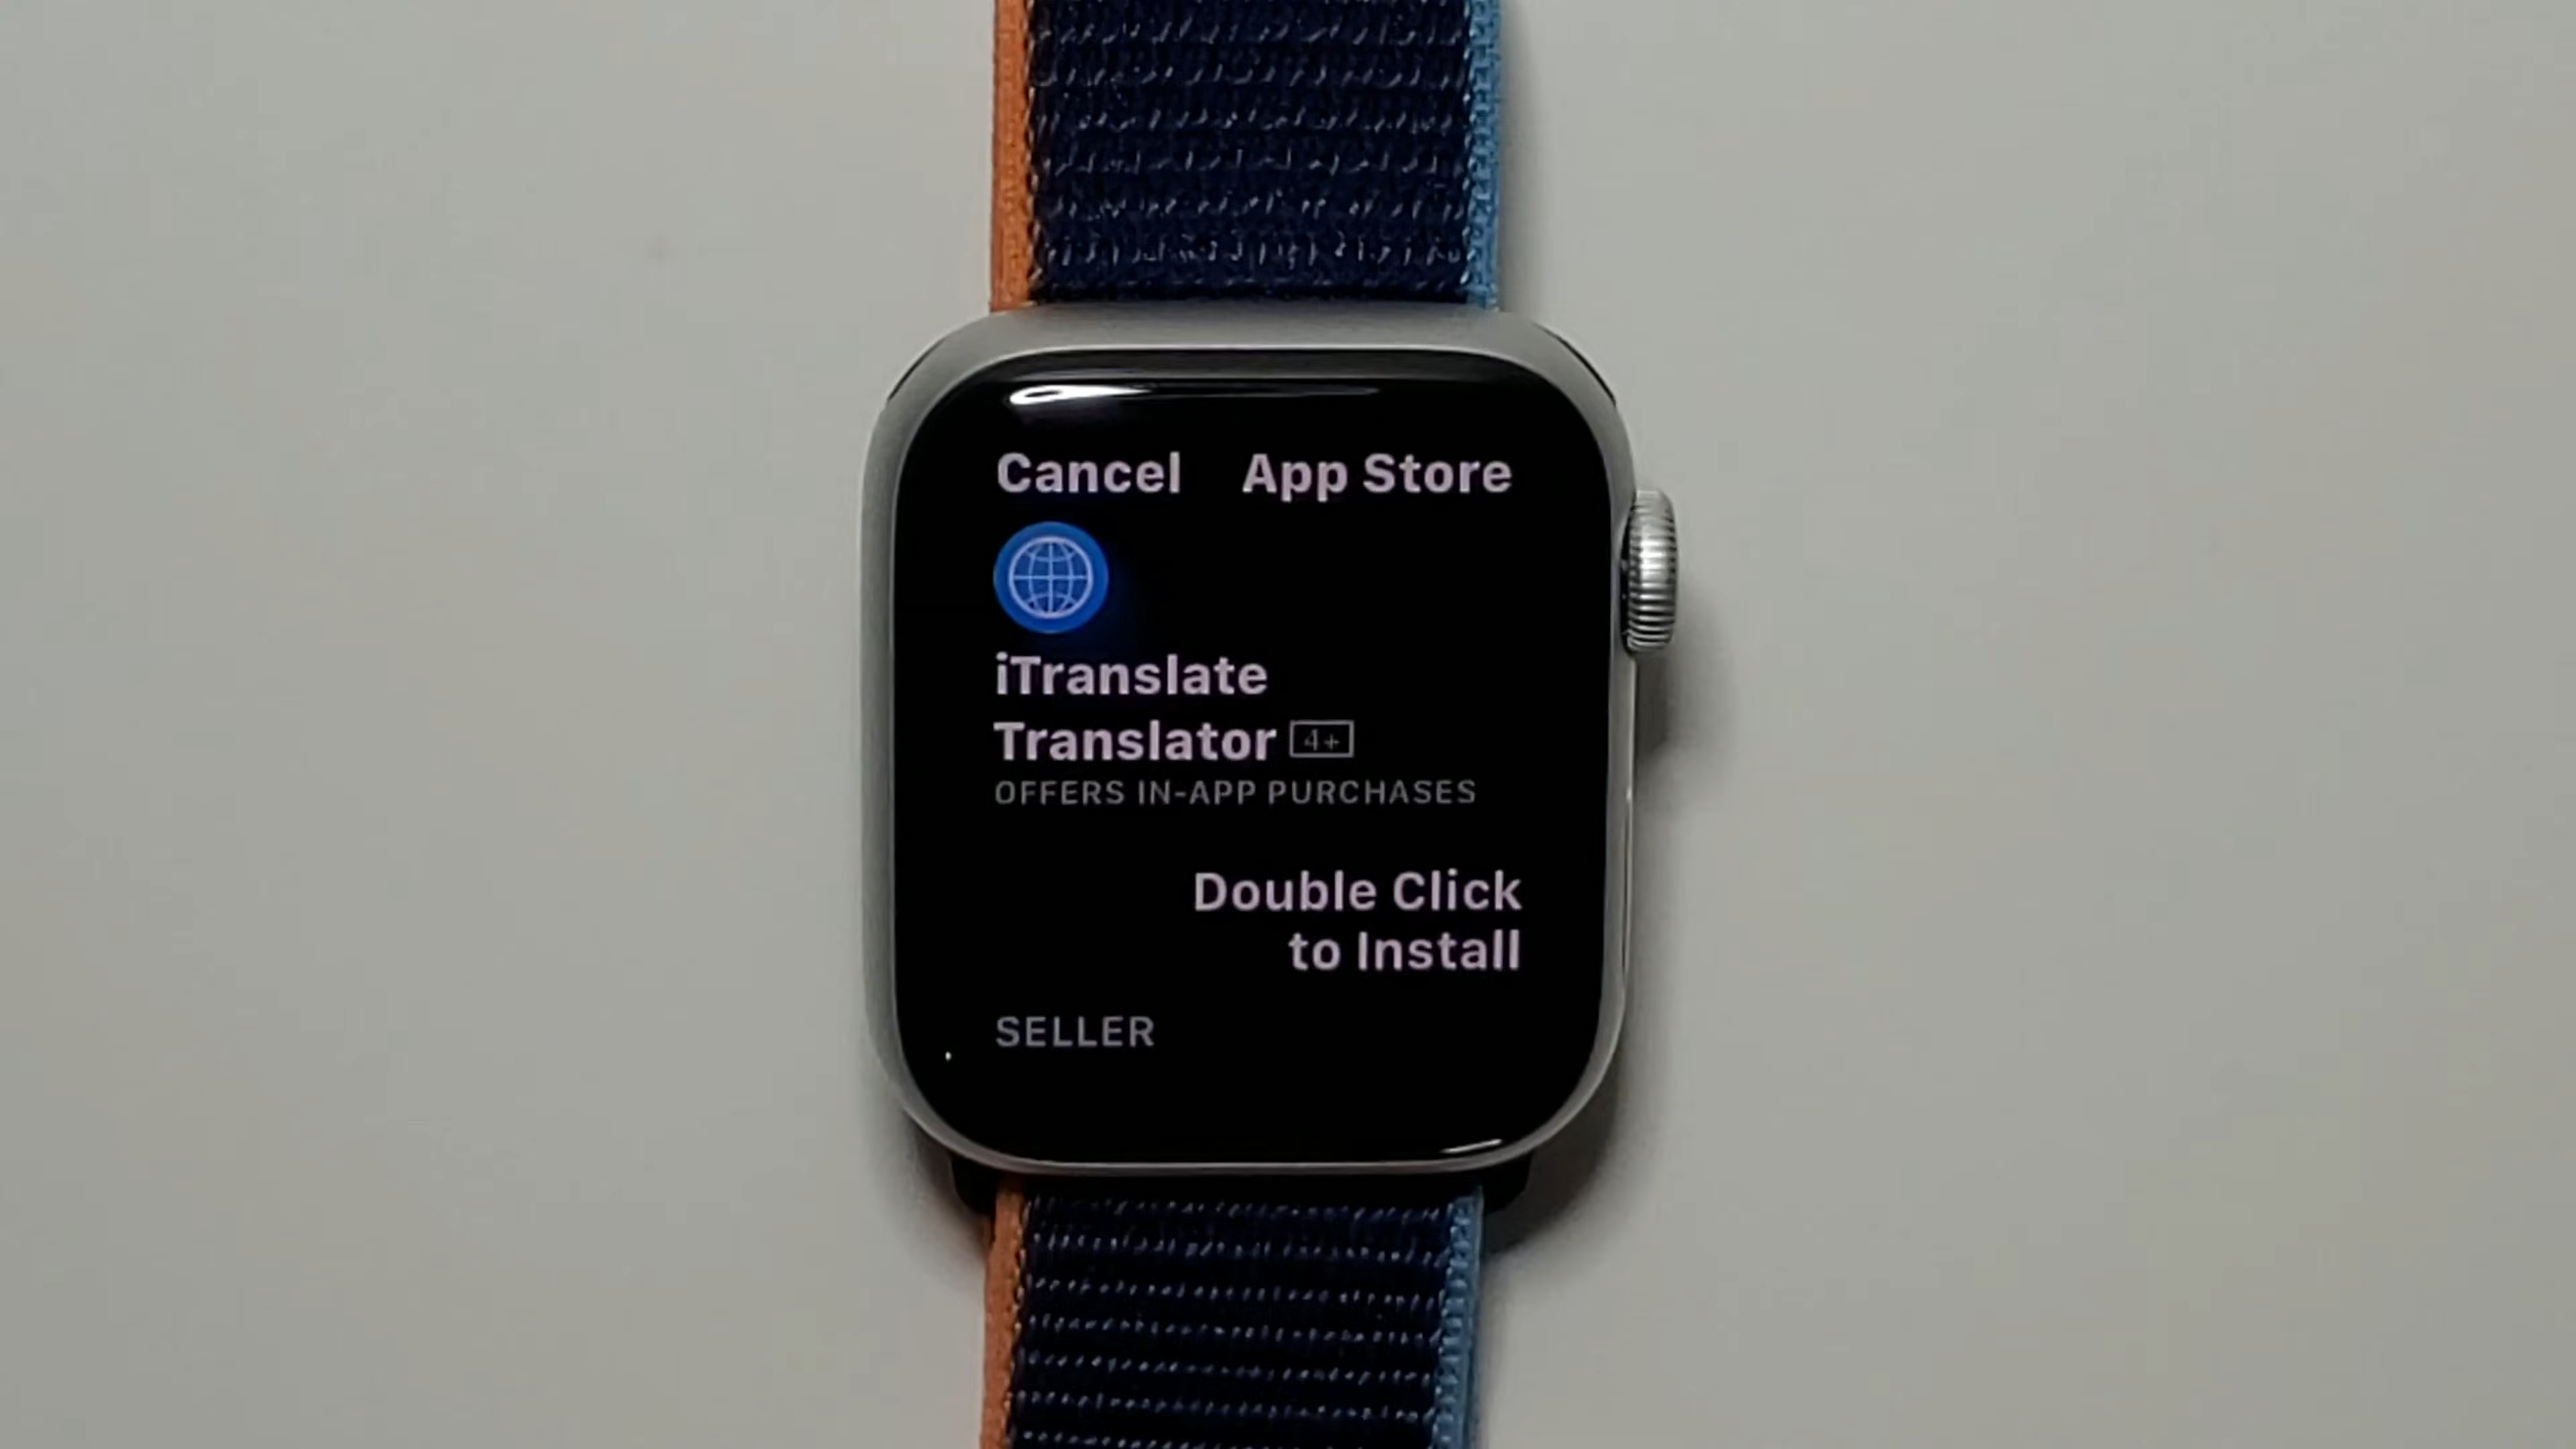 Cancel App Store
iTranslate
Translator 4+
OFFERS IN-APP PURCHASES
Double Click
to Install
SELLER